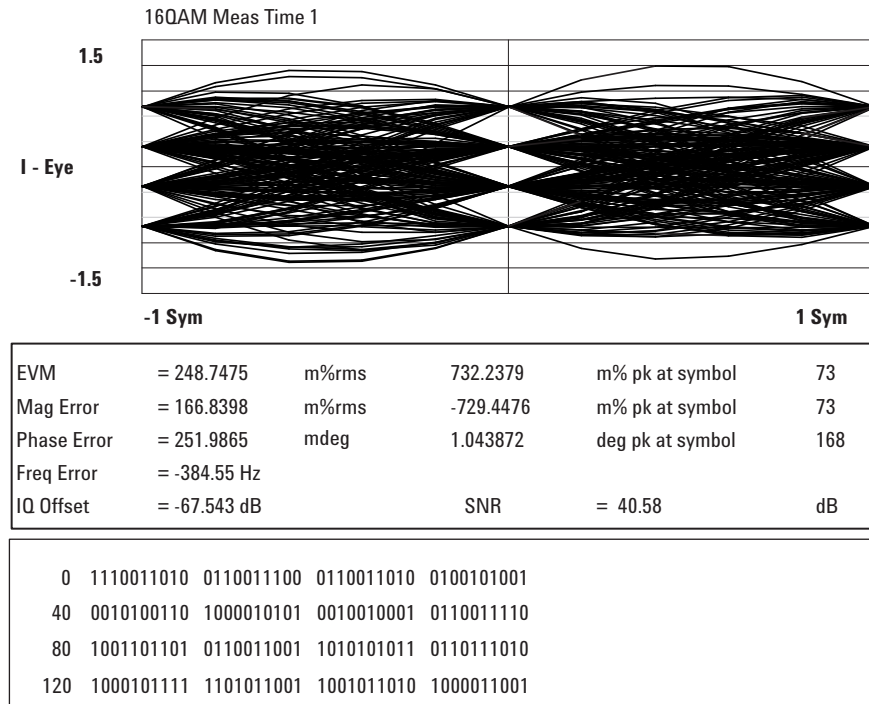 16QAM Meas Time 1
1.5
I - Eye
-1.5
-1 Sym 1 Sym
EVM = 248.7475 m%rms 732.2379 m% pk at symbol 73
Mag Error = 166.8398 m%rms -729.4476 m% pk at symbol 73
Phase Error = 251.9865 mdeg 1.043872 deg pk at symbol 168
Freq Error = -384.55 Hz
IQ Offset = -67.543 dB SNR = 40.58 dB
0 1110011010 0110011100 0110011010 0100101001
40 0010100110 1000010101 0010010001 0110011110
80 1001101101 0110011001 1010101011 0110111010
120 1000101111 1101011001 1001011010 1000011001